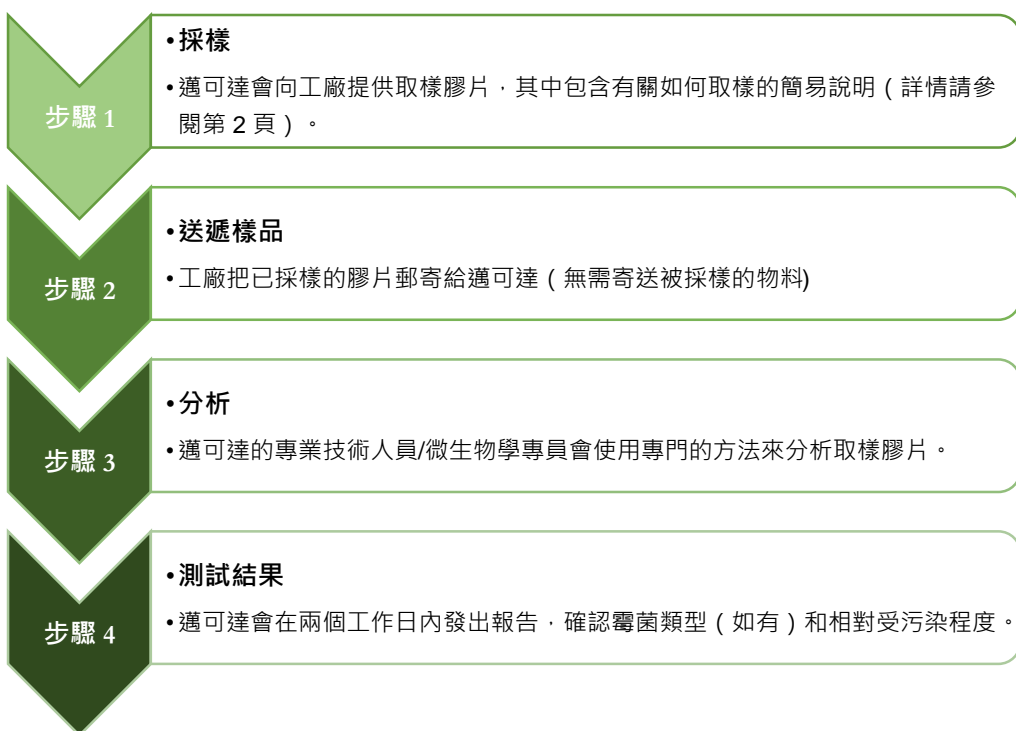 步驟 1
•採樣
•邁可達會向工廠提供取樣膠片，其中包含有關如何取樣的簡易說明（詳情請參
閱第 2 頁）。
步驟 2
•送遞樣品
•工廠把已採樣的膠片郵寄給邁可達（無需寄送被採樣的物料)
步驟 3
•分析
•邁可達的專業技術人員/微生物學專員會使用專門的方法來分析取樣膠片。
步驟 4
•測試結果
•邁可達會在兩個工作日內發出報告，確認霉菌類型（如有）和相對受污染程度。